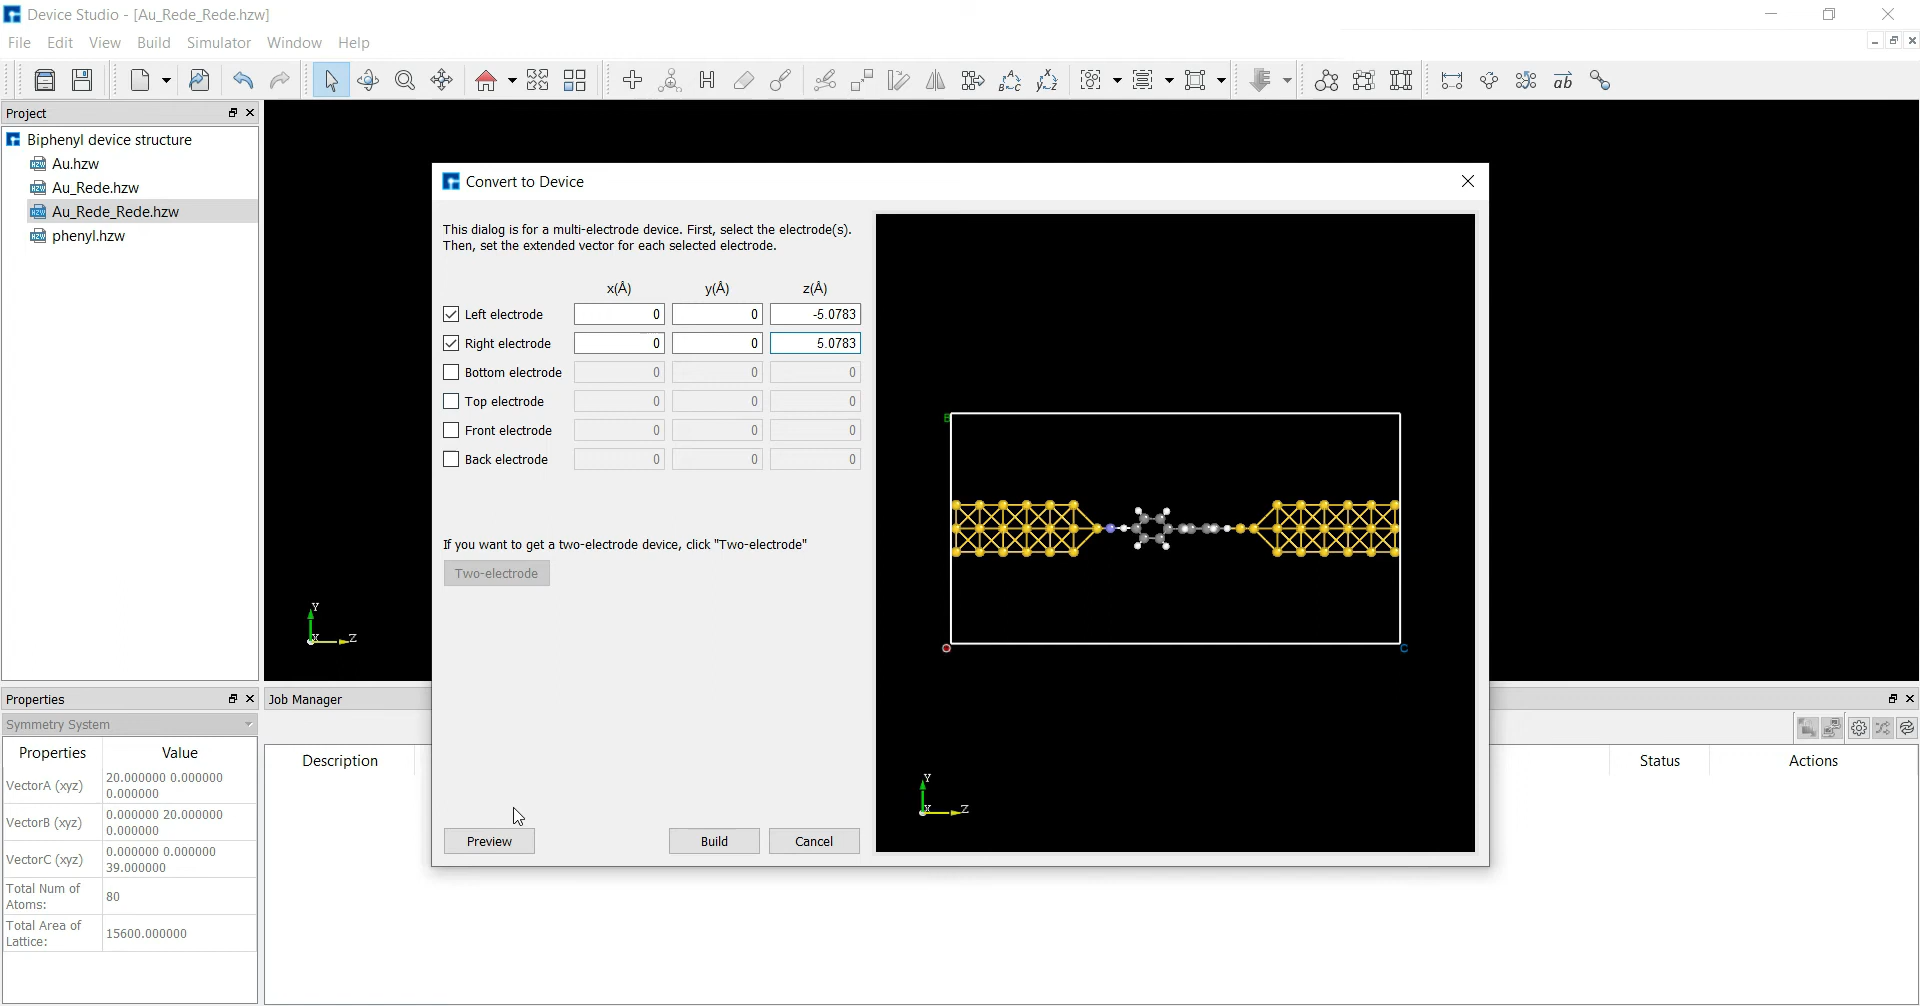 Device Studio - [Au_Rede_Rede.hzw]
File Edit View Build Simulator Window Help
Project
Biphenyl device structure
Au.hzw
Au_Rede.hzw
Au_Rede_Rede.hzw
phenyl.hzw
Convert to Device
This dialog is for a multi-electrode device. First, select the electrode(s).
Then, set the extended vector for each selected electrode.
x(Å) y(Å) z(Å)
Left electrode 0 0 -5.0783
Right electrode 0 0 5.0783
Bottom electrode 0 0 0
Top electrode 0 0 0
Front electrode 0 0 0
Back electrode 0 0 0
If you want to get a two-electrode device, click "Two-electrode"
Two-electrode
Preview Build Cancel
B
O C
Y
X Z
Y
X Z
Properties
Symmetry System
Properties Value
VectorA (xyz) 20.000000 0.000000
0.000000
VectorB (xyz) 0.000000 20.000000
0.000000
VectorC (xyz) 0.000000 0.000000
39.000000
Total Num of
Atoms: 80
Total Area of
Lattice: 15600.000000
Job Manager
Description Status Actions